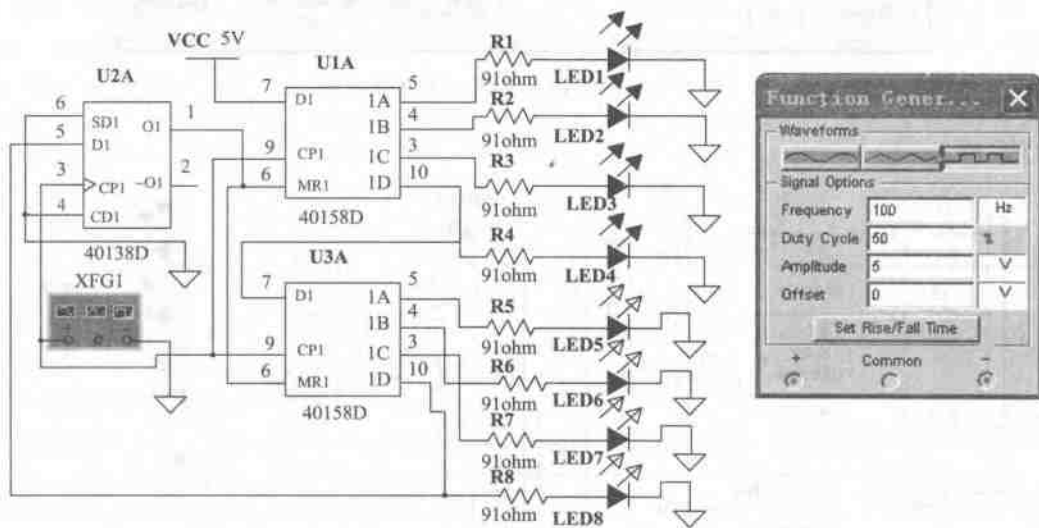 VCC 5V
U2A
6 SD1 O1 1
5 D1
3 CP1 ~O1 2
4 CD1
40138D
XFG1
U1A
7 D1 1A 5
1B 4
9 CP1 1C 3
6 MR1 1D 10
40158D
U3A
7 D1 1A 5
1B 4
9 CP1 1C 3
6 MR1 1D 10
40158D
R1
91ohm LED1
R2
91ohm LED2
R3
91ohm LED3
R4
91ohm LED4
R5
91ohm LED5
R6
91ohm LED6
R7
91ohm LED7
R8
91ohm LED8
Function Gener...
Waveforms
Signal Options
Frequency 100 Hz
Duty Cycle 50 %
Amplitude 5 V
Offset 0 V
Set Rise/Fall Time
+ Common -